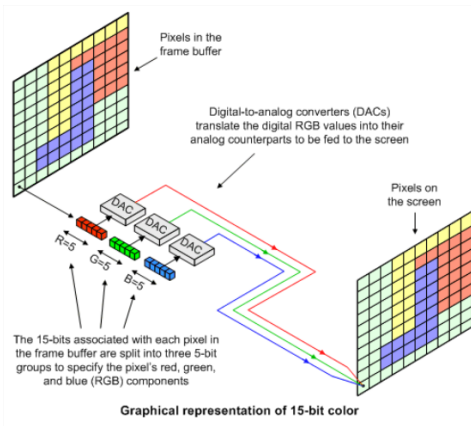 Pixels in the
frame buffer
Digital-to-analog converters (DACs)
translate the digital RGB values into their
analog counterparts to be fed to the screen
Pixels on
the screen
DAC
DAC
DAC
R=5
G=5
B=5
The 15-bits associated with each pixel in
the frame buffer are split into three 5-bit
groups to specify the pixel's red, green,
and blue (RGB) components
Graphical representation of 15-bit color